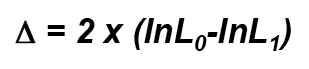 Δ = 2 x (lnL₀-lnL₁)